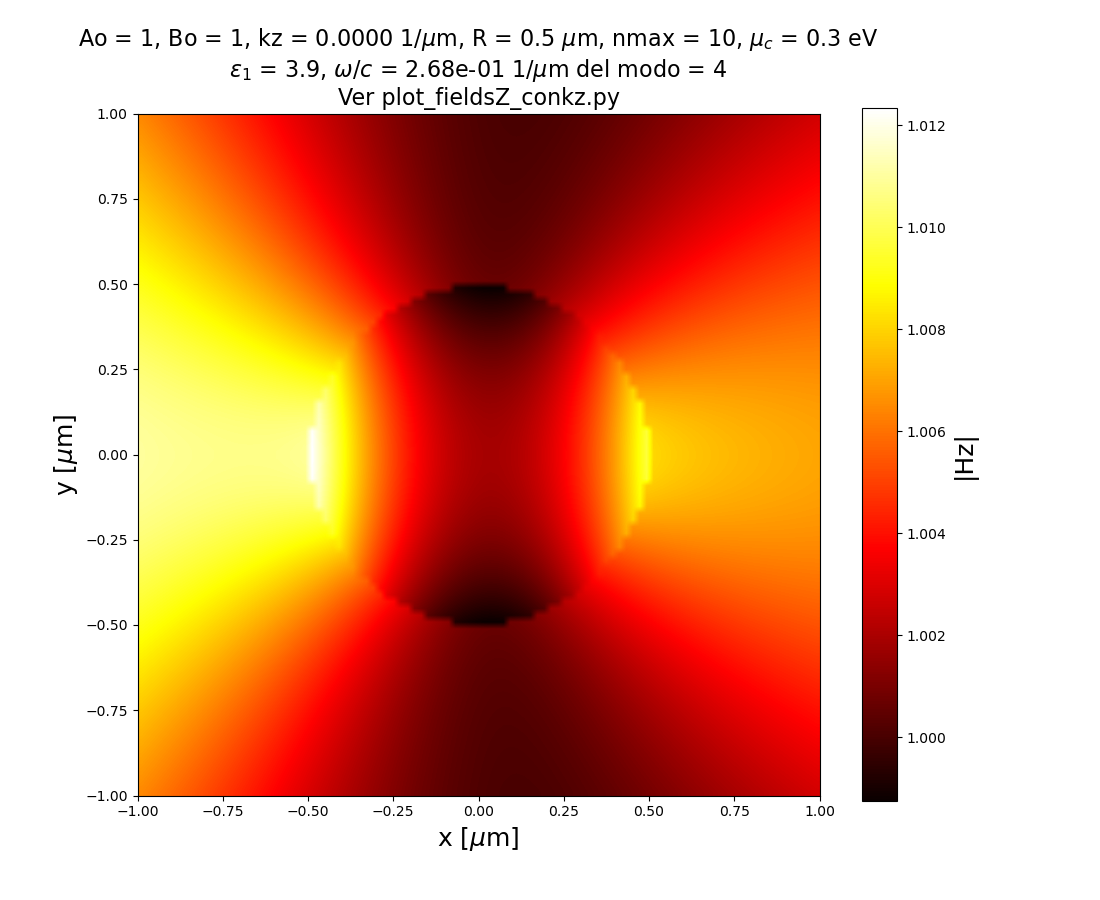 Ao = 1, Bo = 1, kz = 0.0000 1/μm, R = 0.5 μm, nmax = 10, μc = 0.3 eV
ε1 = 3.9, ω/c = 2.68e-01 1/μm del modo = 4
Ver plot_fieldsZ_conkz.py
1.00
0.75
0.50
0.25
0.00
−0.25
−0.50
−0.75
−1.00
y [μm]
−1.00 −0.75 −0.50 −0.25 0.00 0.25 0.50 0.75 1.00
x [μm]
1.012
1.010
1.008
1.006
1.004
1.002
1.000
|Hz|